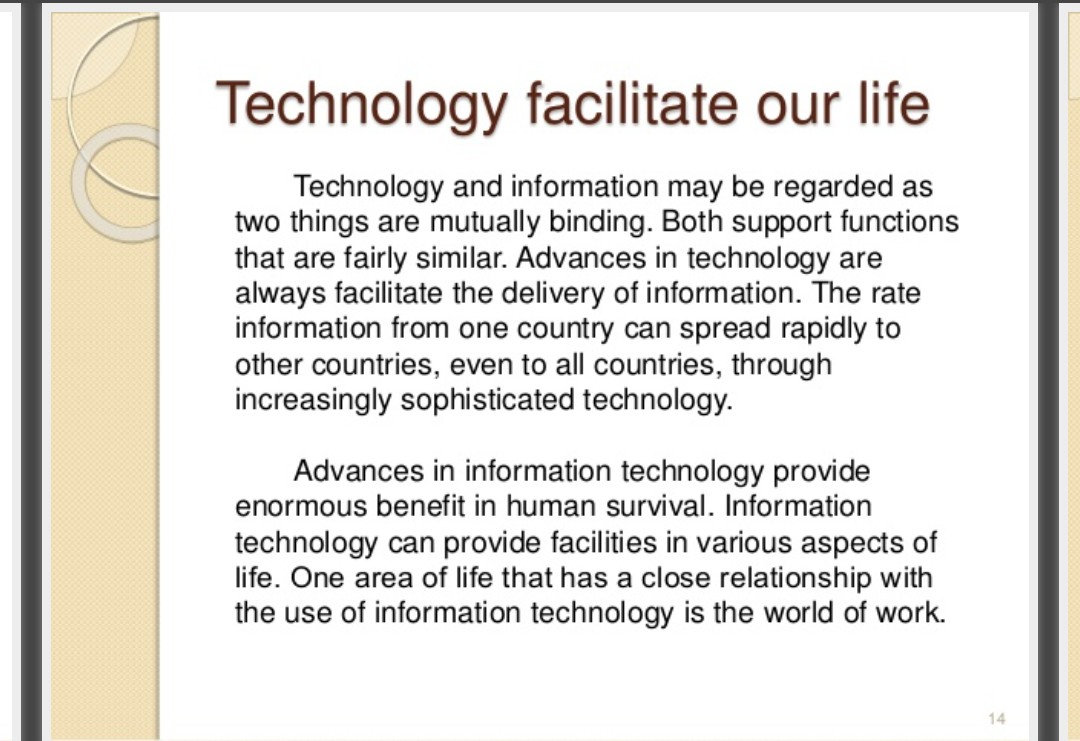 Technology facilitate our life
Technology and information may be regarded as
two things are mutually binding. Both support functions
that are fairly similar. Advances in technology are
always facilitate the delivery of information. The rate
information from one country can spread rapidly to
other countries, even to all countries, through
increasingly sophisticated technology.
Advances in information technology provide
enormous benefit in human survival. Information
technology can provide facilities in various aspects of
life. One area of life that has a close relationship with
the use of information technology is the world of work.
14